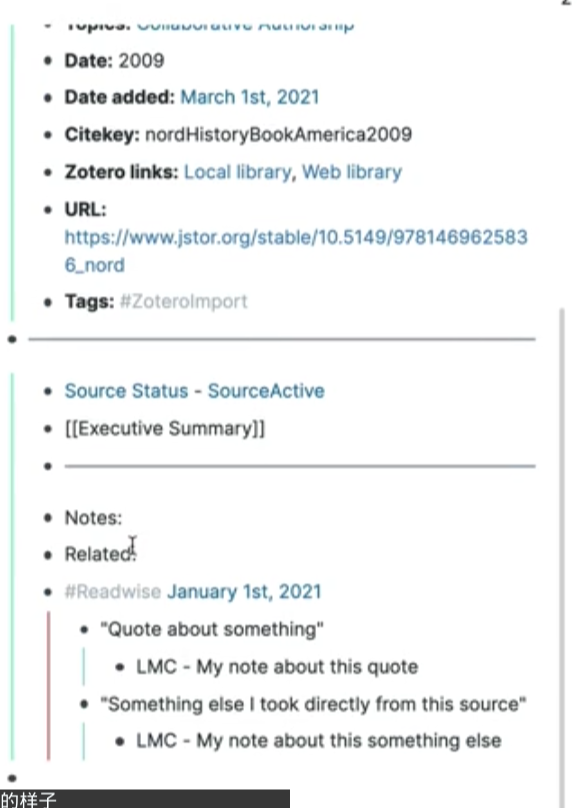 Topics: Collaborative Authorship
Date: 2009
Date added: March 1st, 2021
Citekey: nordHistoryBookAmerica2009
Zotero links: Local library, Web library
URL:
https://www.jstor.org/stable/10.5149/978146962583
6_nord
Tags: #ZoteroImport
Source Status - SourceActive
[[Executive Summary]]
Notes:
Related:
#Readwise January 1st, 2021
"Quote about something"
LMC - My note about this quote
"Something else I took directly from this source"
LMC - My note about this something else
的样子